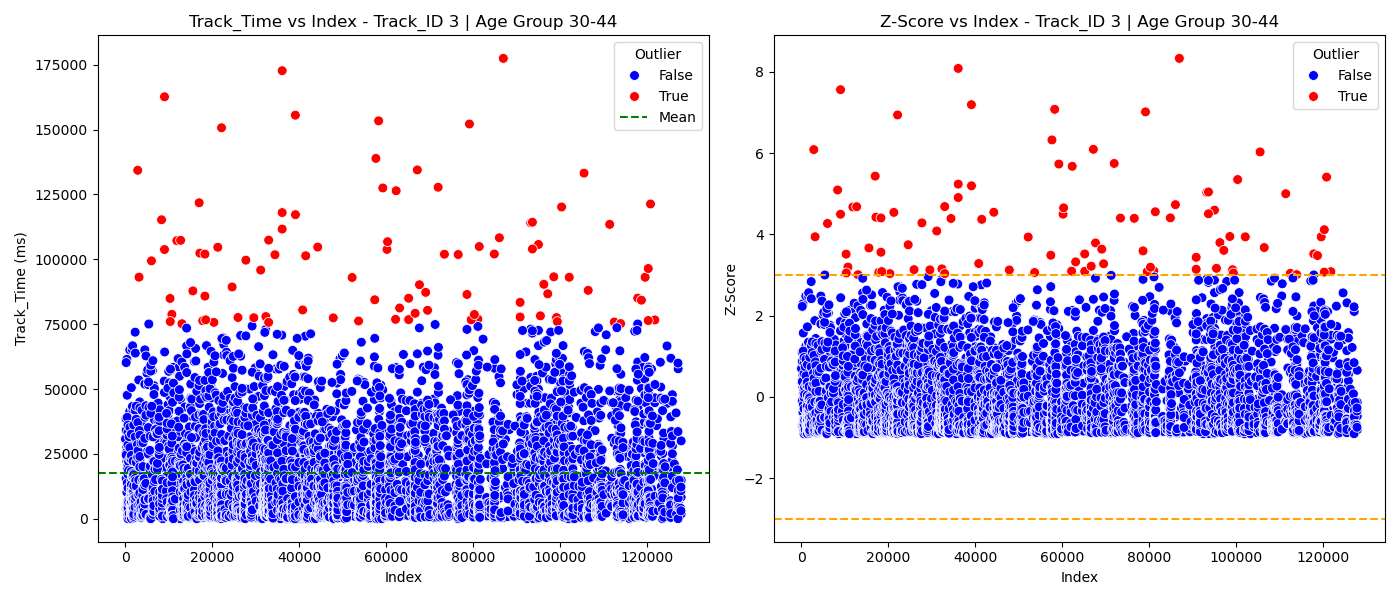 Track_Time vs Index - Track_ID 3 | Age Group 30-44
Track_Time (ms)
175000
150000
125000
100000
75000
50000
25000
0
0
20000
40000
60000
80000
100000
120000
Index
Outlier
False
True
Mean
Z-Score vs Index - Track_ID 3 | Age Group 30-44
Z-Score
8
6
4
2
0
−2
0
20000
40000
60000
80000
100000
120000
Index
Outlier
False
True